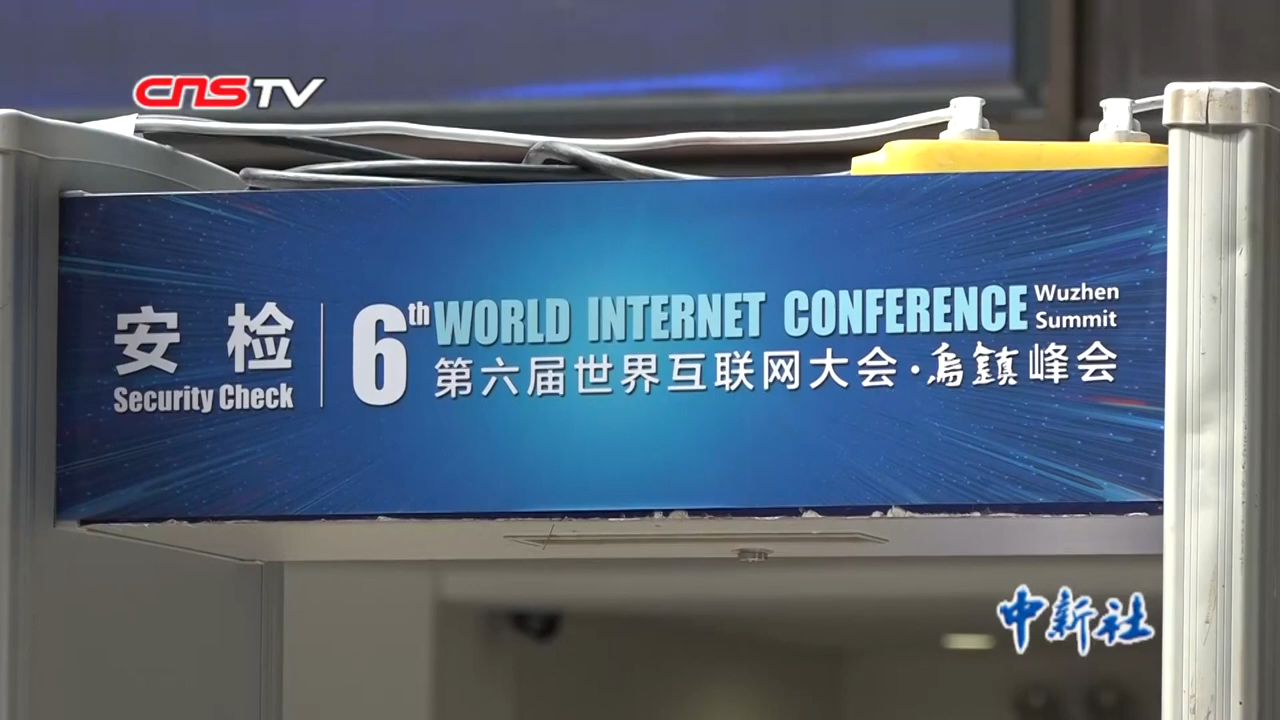 CNSTV
安检
Security Check
6th WORLD INTERNET CONFERENCE
Wuzhen
Summit
第六届世界互联网大会·烏鎮峰会
中新社